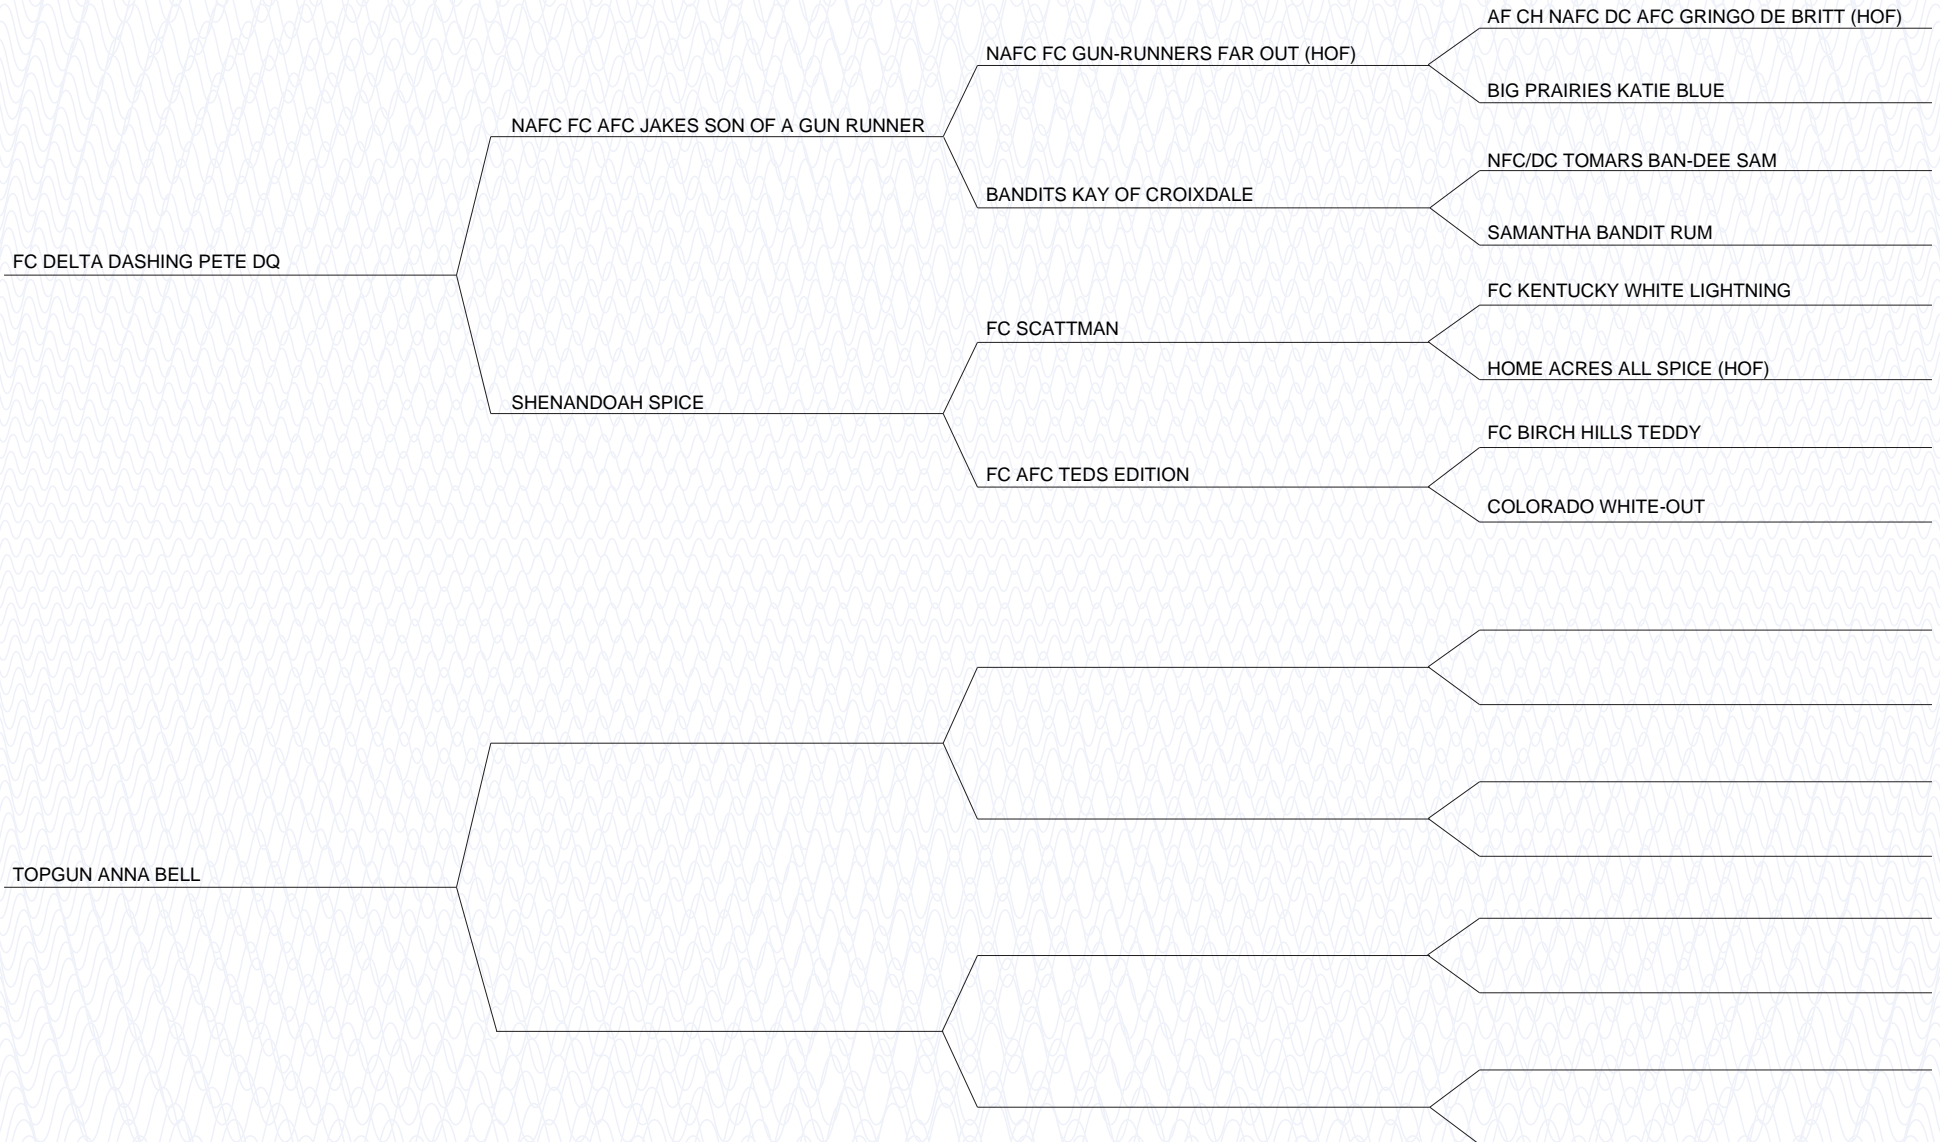 AF CH NAFC DC AFC GRINGO DE BRITT (HOF)
NAFC FC GUN-RUNNERS FAR OUT (HOF)
BIG PRAIRIES KATIE BLUE
NAFC FC AFC JAKES SON OF A GUN RUNNER
NFC/DC TOMARS BAN-DEE SAM
BANDITS KAY OF CROIXDALE
SAMANTHA BANDIT RUM
FC DELTA DASHING PETE DQ
FC KENTUCKY WHITE LIGHTNING
FC SCATTMAN
HOME ACRES ALL SPICE (HOF)
SHENANDOAH SPICE
FC BIRCH HILLS TEDDY
FC AFC TEDS EDITION
COLORADO WHITE-OUT
TOPGUN ANNA BELL